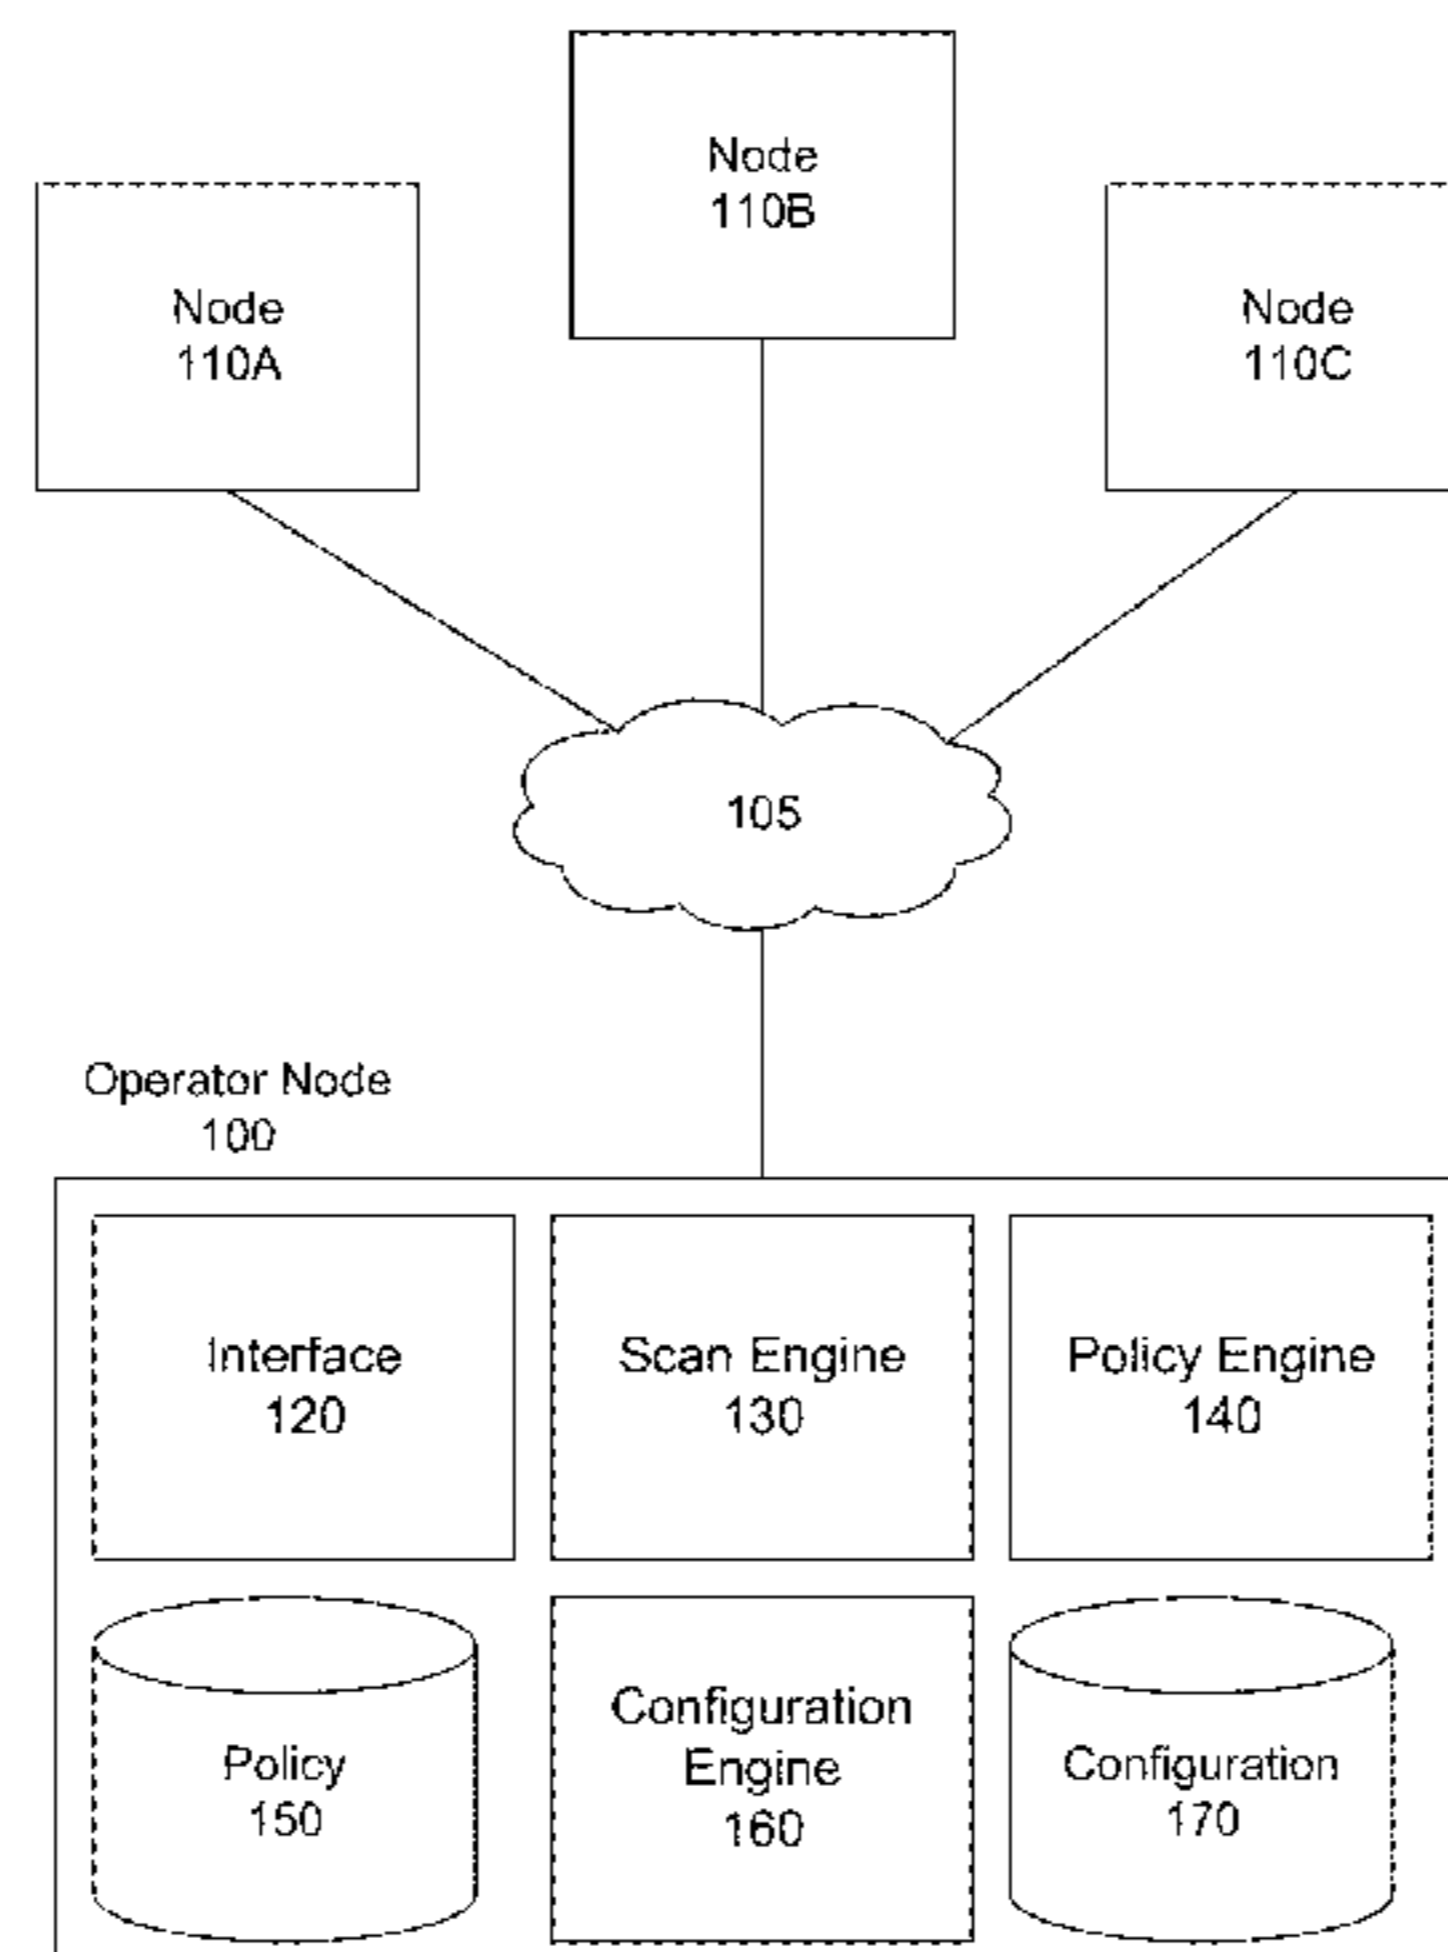 Node
110B
Node
110A
Node
110C
105
Operator Node
100
Interface
120
Scan Engine
130
Policy Engine
140
Policy
150
Configuration
Engine
160
Configuration
170